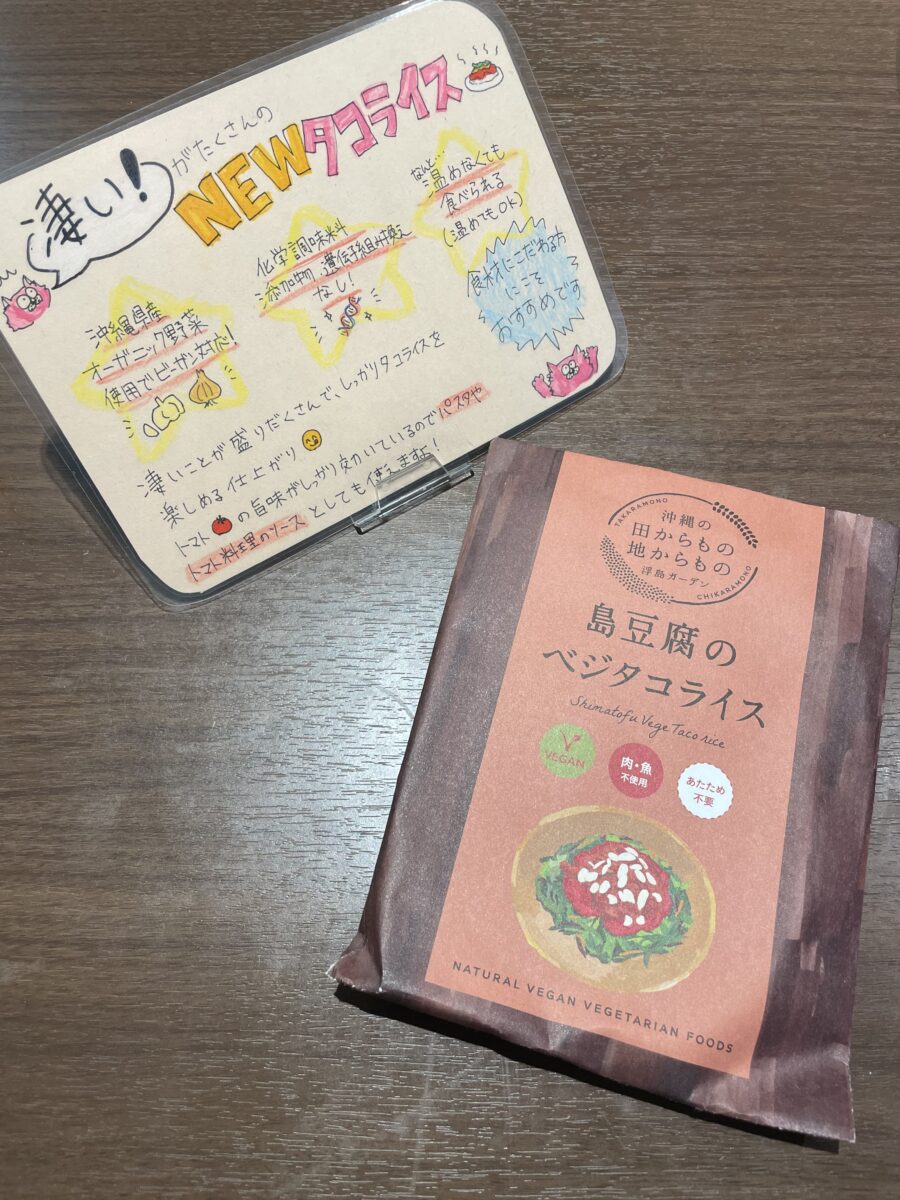 凄い!
がたくさんの
NEWタコライス
沖縄県産
オーガニック野菜
使用でビーガン対応!
化学調味料
添加物、遺伝子組み換え
なし!
なんと…
温めなくても
食べられる
(温めてもOK)
食材にこだわる方
にこそ
おすすめです
凄いことが盛りだくさんで、しっかりタコライスを
楽しめる仕上がり
トマトの旨味がしっかり効いているのでパスタや
トマト料理のソースとしても使えますよ!
TAKARAMONO
沖縄の
田からもの
地からもの
浮島ガーデン
CHIKARAMONO
島豆腐の
ベジタコライス
Shimatofu Vege Taco rice
V
VEGAN
肉・魚
不使用
あたため
不要
NATURAL VEGAN VEGETARIAN FOODS